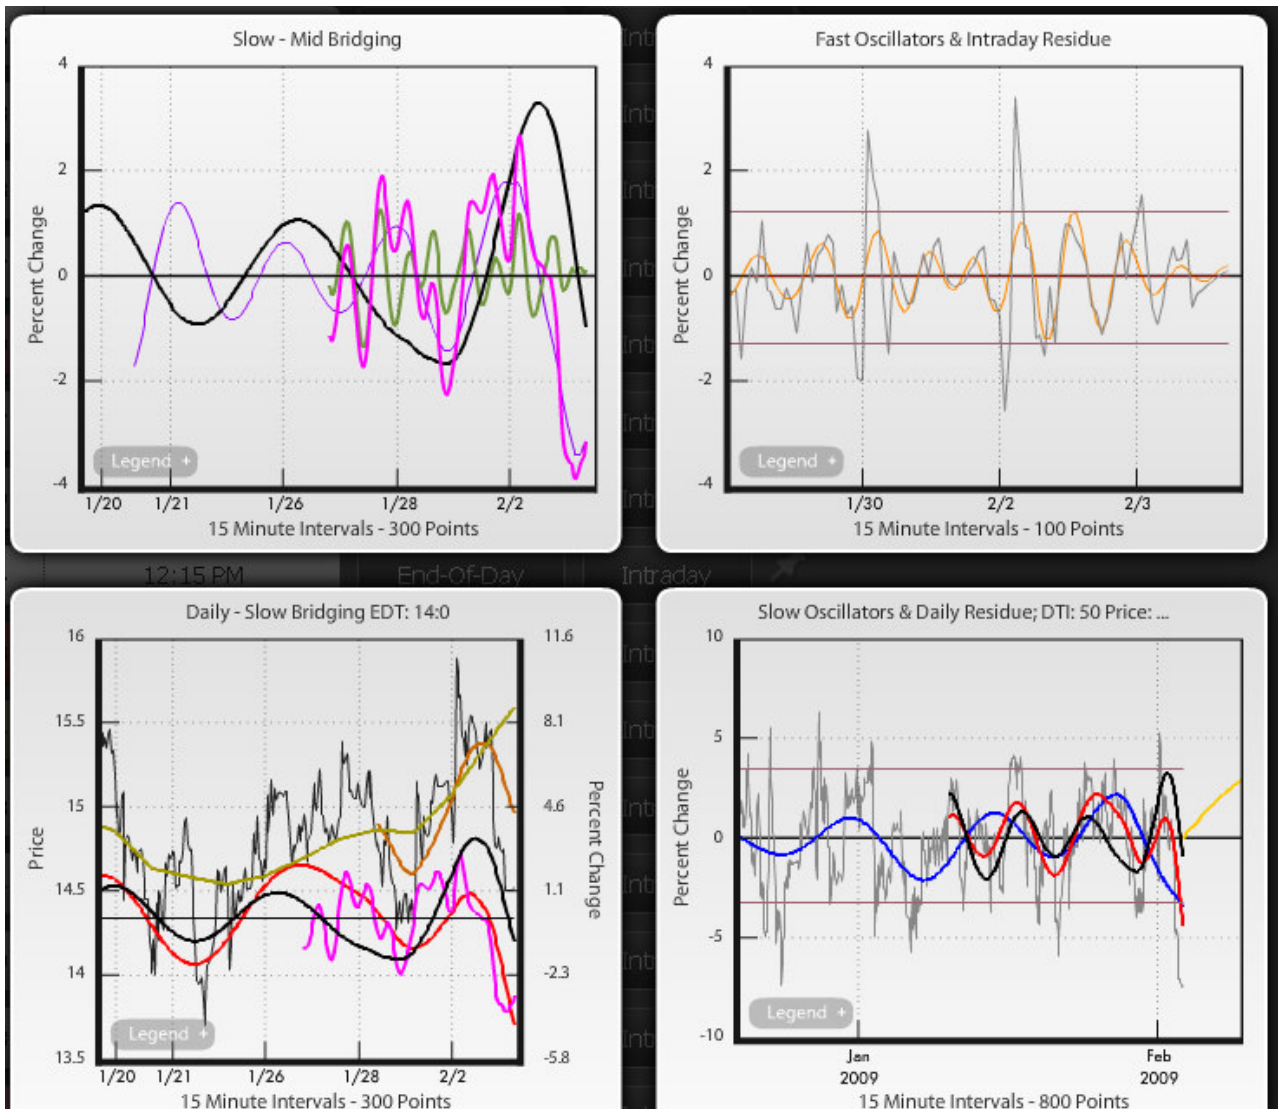 Slow - Mid Bridging
4
2
0
-2
-4
Percent Change
Legend +
1/20 1/21 1/26 1/28 2/2
15 Minute Intervals - 300 Points
Fast Oscillators & Intraday Residue
4
2
0
-2
-4
Percent Change
Legend +
1/30 2/2 2/3
15 Minute Intervals - 100 Points
12:15 PM End-Of-Day Intraday
Daily - Slow Bridging EDT: 14:0
16
15.5
15
14.5
14
13.5
Price
11.6
8.1
4.6
1.1
-2.3
-5.8
Percent Change
Legend +
1/20 1/21 1/26 1/28 2/2
15 Minute Intervals - 300 Points
Slow Oscillators & Daily Residue; DTI: 50 Price: ...
10
5
0
-5
-10
Percent Change
Legend +
Jan Feb
2009 2009
15 Minute Intervals - 800 Points